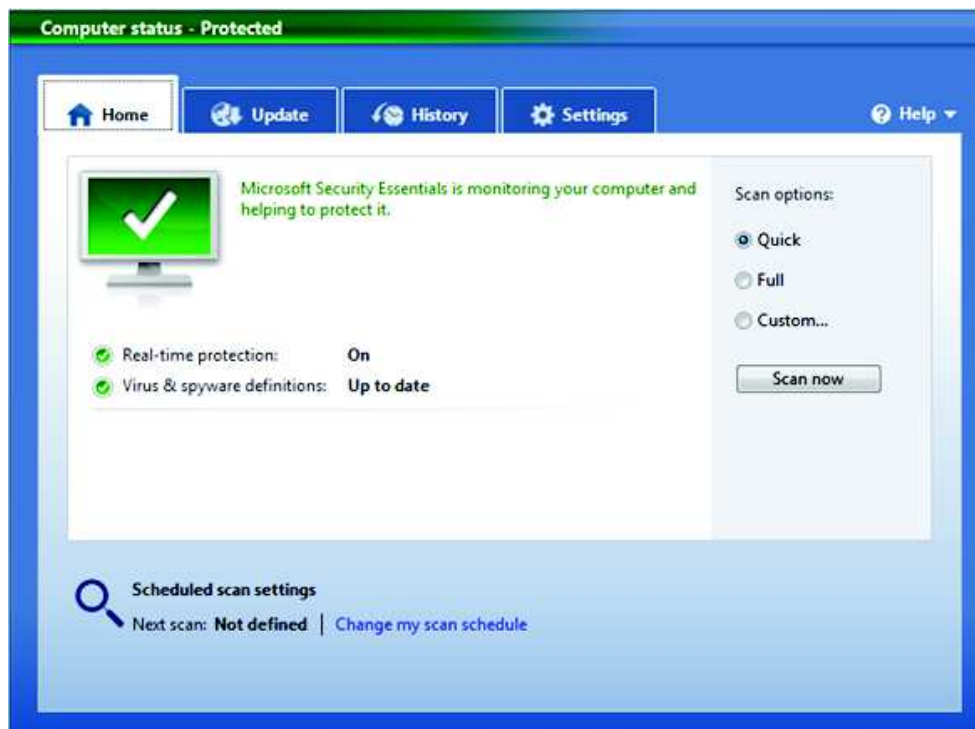 Computer status - Protected
Home
Update
History
Settings
Help
Microsoft Security Essentials is monitoring your computer and
helping to protect it.
Real-time protection: On
Virus & spyware definitions: Up to date
Scan options:
Quick
Full
Custom...
Scan now
Scheduled scan settings
Next scan: Not defined | Change my scan schedule